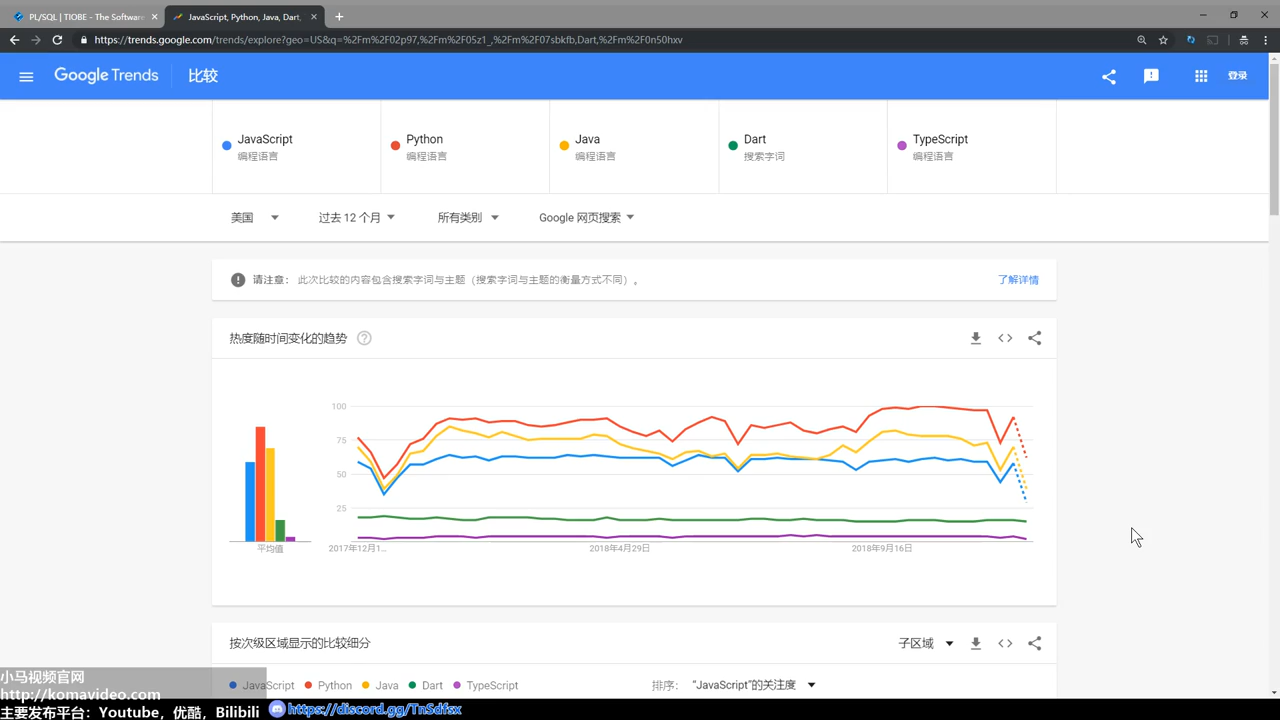 PL/SQL | TIOBE - The Software
JavaScript, Python, Java, Dart,
https://trends.google.com/trends/explore?geo=US&q=%2Fm%2F02p97,%2Fm%2F05z1_,%2Fm%2F07sbkfb,Dart,%2Fm%2F0n50hxv
Google Trends 比较 登录
JavaScript
编程语言
Python
编程语言
Java
编程语言
Dart
搜索字词
TypeScript
编程语言
美国 过去 12 个月 所有类别 Google 网页搜索
请注意： 此次比较的内容包含搜索字词与主题（搜索字词与主题的衡量方式不同）。 了解详情
热度随时间变化的趋势
100
75
50
25
平均值 2017年12月1... 2018年4月29日 2018年9月16日
按次级区域显示的比较细分 子区域
JavaScript Python Java Dart TypeScript 排序： “JavaScript”的关注度
小马视频官网
http://komavideo.com
主要发布平台：Youtube，优酷，Bilibili https://discord.gg/TnSdfsx